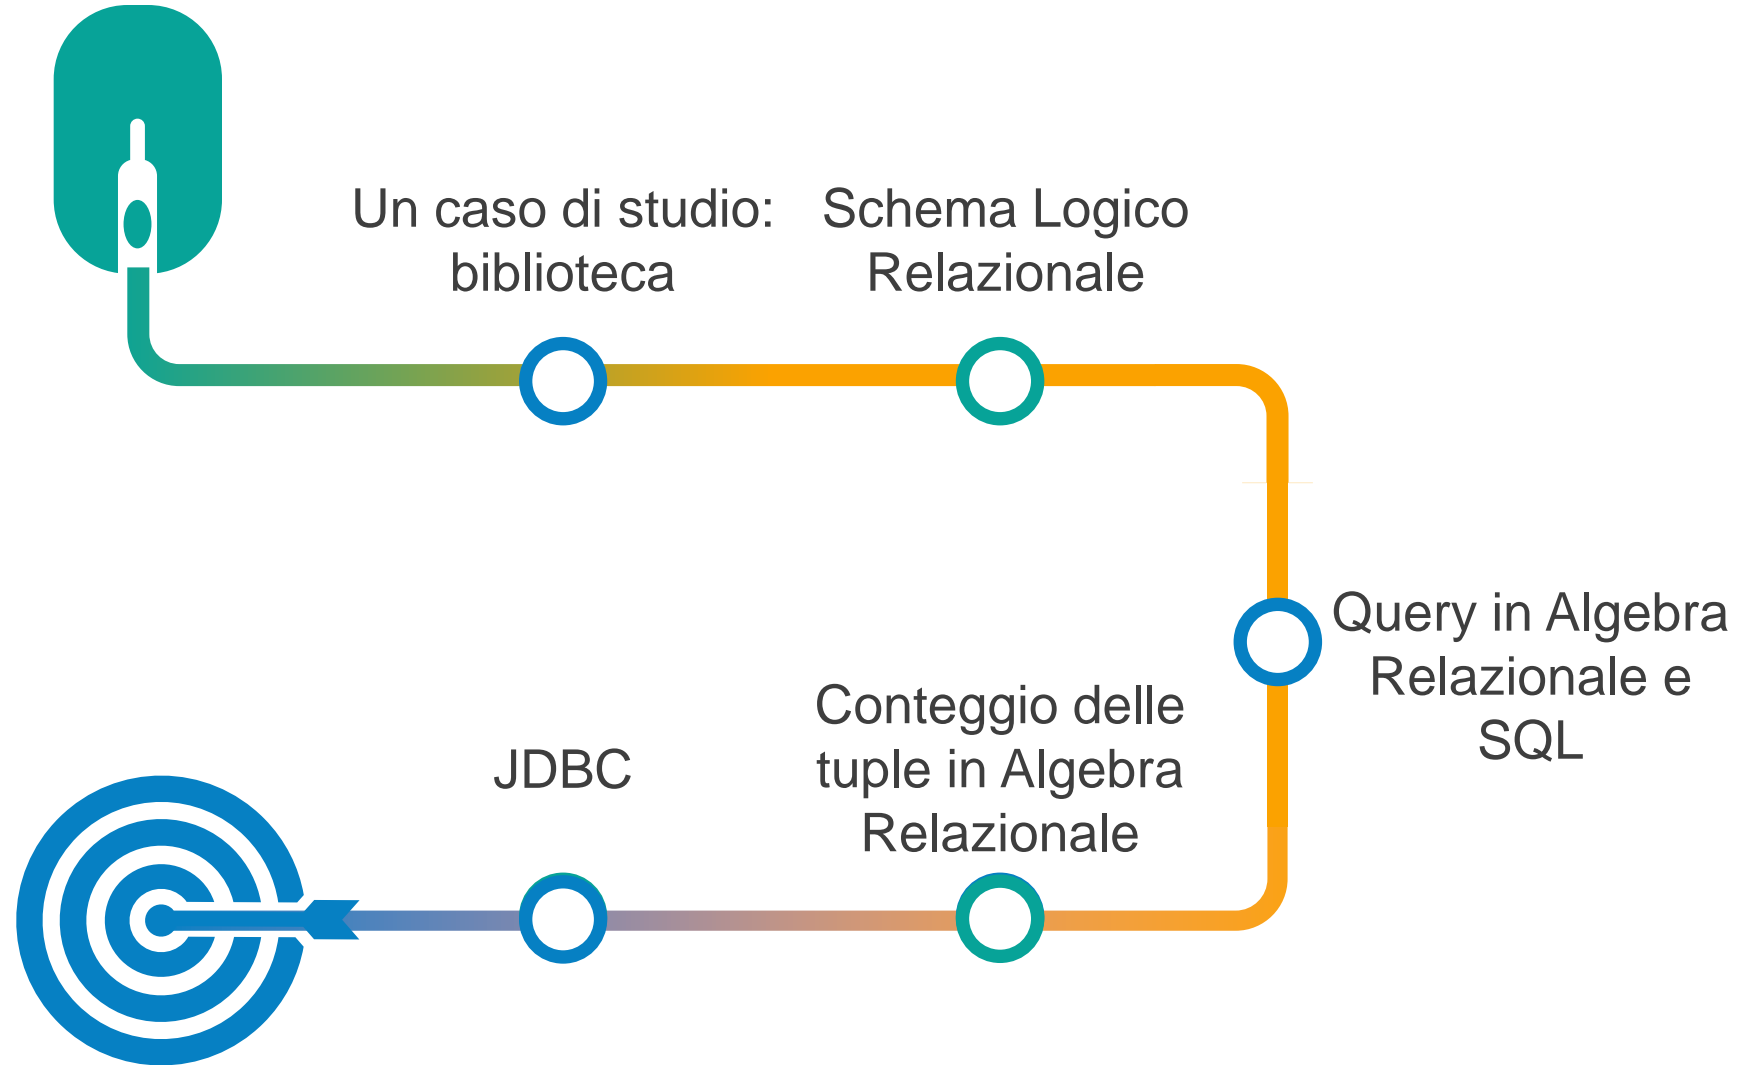 Un caso di studio:
biblioteca
Schema Logico
Relazionale
Query in Algebra
Relazionale e
SQL
Conteggio delle
tuple in Algebra
Relazionale
JDBC